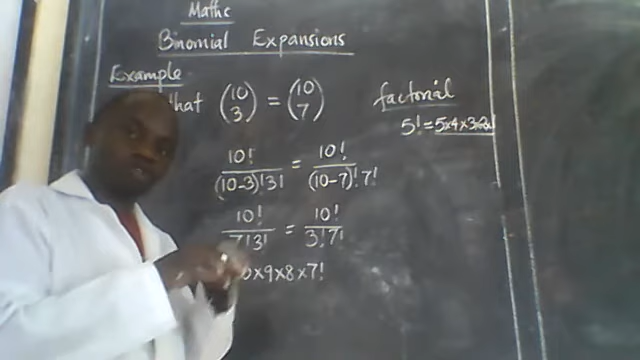 Maths
Binomial Expansions
Example
that (10 3) = (10 7)
factorial
5! = 5x4x3x2x1
10! / (10-3)!3! = 10! / (10-7)!7!
10! / 7!3! = 10! / 3!7!
0x9x8x7!